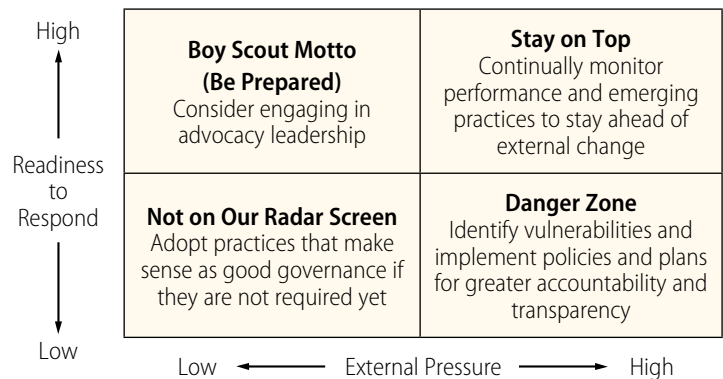 High
Readiness
to
Respond
Low
Boy Scout Motto
(Be Prepared)
Consider engaging in
advocacy leadership
Stay on Top
Continually monitor
performance and emerging
practices to stay ahead of
external change
Not on Our Radar Screen
Adopt practices that make
sense as good governance if
they are not required yet
Danger Zone
Identify vulnerabilities and
implement policies and plans
for greater accountability and
transparency
Low External Pressure High